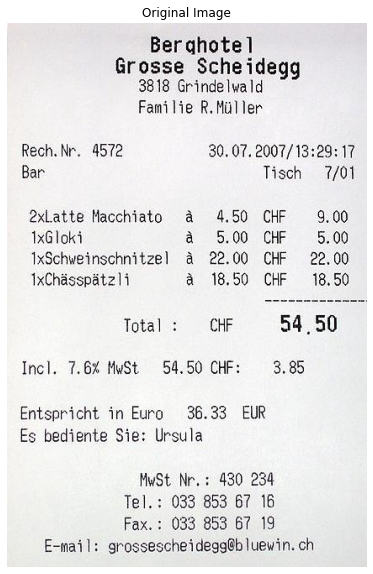 Original Image
Berghotel
Grosse Scheidegg
3818 Grindelwald
Familie R.Müller
Rech.Nr. 4572 30.07.2007/13:29:17
Bar Tisch 7/01
2xLatte Macchiato à 4.50 CHF 9.00
1xGloki à 5.00 CHF 5.00
1xSchweinschnitzel à 22.00 CHF 22.00
1xChässpätzli à 18.50 CHF 18.50
Total : CHF 54.50
Incl. 7.6% MwSt 54.50 CHF: 3.85
Entspricht in Euro 36.33 EUR
Es bediente Sie: Ursula
MwSt Nr.: 430 234
Tel.: 033 853 67 16
Fax.: 033 853 67 19
E-mail: grossescheidegg@bluewin.ch